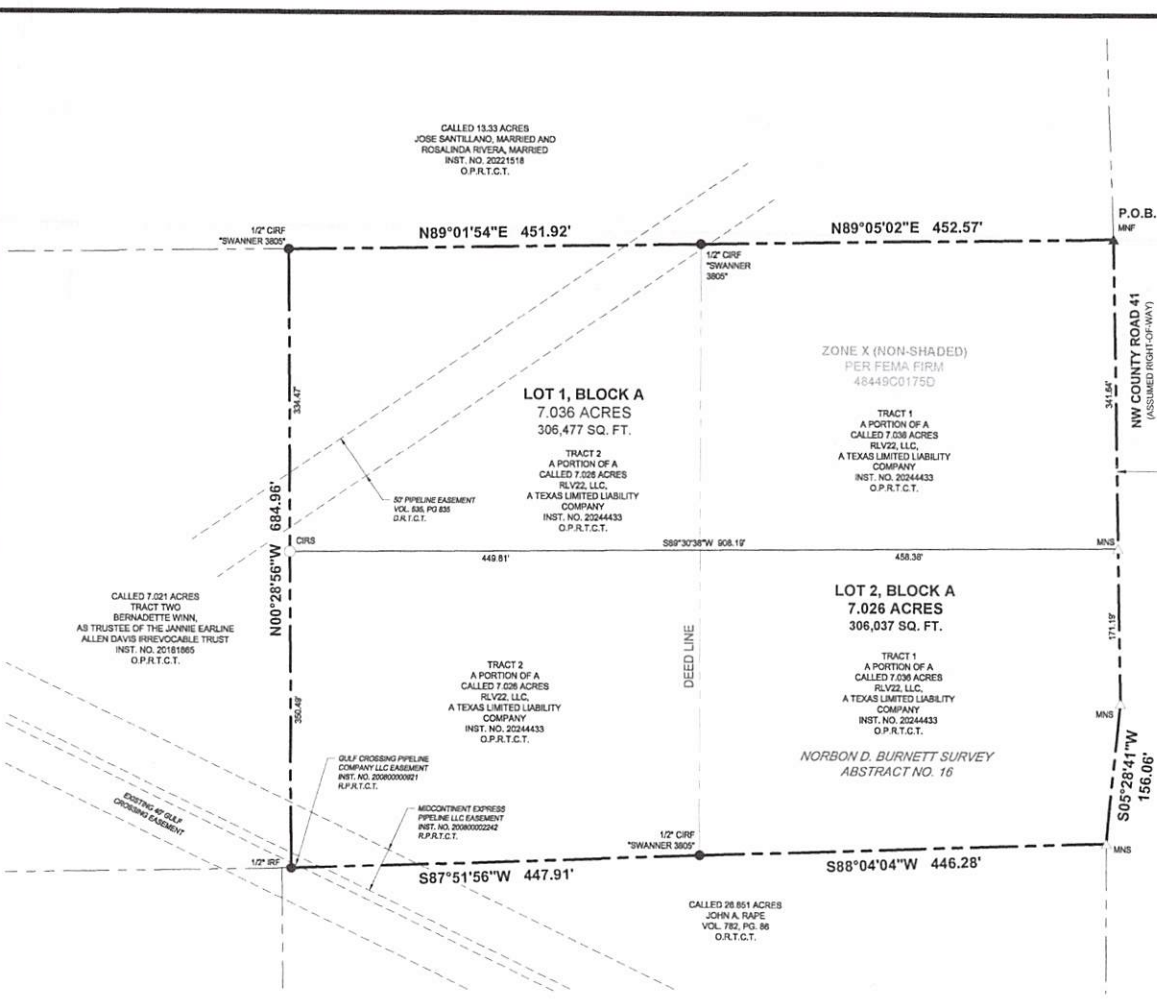 CALLED 13.33 ACRES
JOSE SANTILLANO, MARRIED AND
ROSALINDA RIVERA, MARRIED
INST. NO. 20221518
O.P.R.T.C.T.
P.O.B.
MNF
1/2" CIRF
"SWANNER 3805"
N89°01'54"E 451.92'
N89°05'02"E 452.57'
1/2" CIRF
"SWANNER
3805"
NW COUNTY ROAD 41
(ASSUMED RIGHT-OF-WAY)
ZONE X (NON-SHADED)
PER FEMA FIRM
48449C0175D
334.47'
341.64'
LOT 1, BLOCK A
7.036 ACRES
306,477 SQ. FT.
TRACT 1
A PORTION OF A
CALLED 7.036 ACRES
RLV22, LLC,
A TEXAS LIMITED LIABILITY
COMPANY
INST. NO. 20244433
O.P.R.T.C.T.
TRACT 2
A PORTION OF A
CALLED 7.026 ACRES
RLV22, LLC,
A TEXAS LIMITED LIABILITY
COMPANY
INST. NO. 20244433
O.P.R.T.C.T.
50' PIPELINE EASEMENT
VOL. 635, PG 835
D.R.T.C.T.
N00°28'56"W 684.96'
CIRS
S89°30'38"W 908.19'
MNS
449.81'
458.38'
CALLED 7.021 ACRES
TRACT TWO
BERNADETTE WINN,
AS TRUSTEE OF THE JANNIE EARLINE
ALLEN DAVIS IRREVOCABLE TRUST
INST. NO. 20181865
O.P.R.T.C.T.
LOT 2, BLOCK A
7.026 ACRES
306,037 SQ. FT.
171.19'
DEED LINE
TRACT 2
A PORTION OF A
CALLED 7.026 ACRES
RLV22, LLC,
A TEXAS LIMITED LIABILITY
COMPANY
INST. NO. 20244433
O.P.R.T.C.T.
TRACT 1
A PORTION OF A
CALLED 7.036 ACRES
RLV22, LLC,
A TEXAS LIMITED LIABILITY
COMPANY
INST. NO. 20244433
O.P.R.T.C.T.
MNS
350.49'
S05°28'41"W
156.06'
NORBON D. BURNETT SURVEY
ABSTRACT NO. 16
GULF CROSSING PIPELINE
COMPANY LLC EASEMENT
INST. NO. 200800000921
R.P.R.T.C.T.
EXISTING 40' GULF
CROSSING EASEMENT
MIDCONTINENT EXPRESS
PIPELINE LLC EASEMENT
INST. NO. 200800002242
R.P.R.T.C.T.
1/2" CIRF
"SWANNER 3805"
MNS
1/2" IRF
S87°51'56"W 447.91'
S88°04'04"W 446.28'
CALLED 26.851 ACRES
JOHN A. RAPE
VOL. 782, PG. 86
O.R.T.C.T.